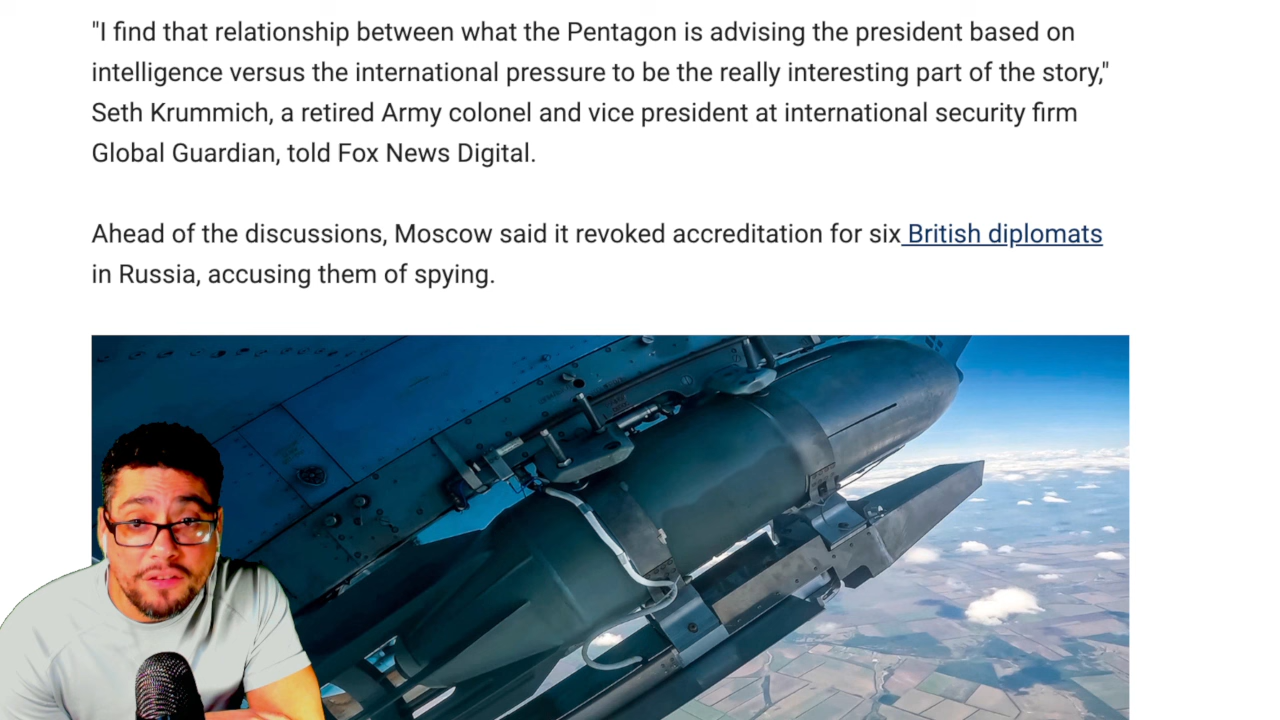 "I find that relationship between what the Pentagon is advising the president based on
intelligence versus the international pressure to be the really interesting part of the story,"
Seth Krummich, a retired Army colonel and vice president at international security firm
Global Guardian, told Fox News Digital.
Ahead of the discussions, Moscow said it revoked accreditation for six British diplomats
in Russia, accusing them of spying.